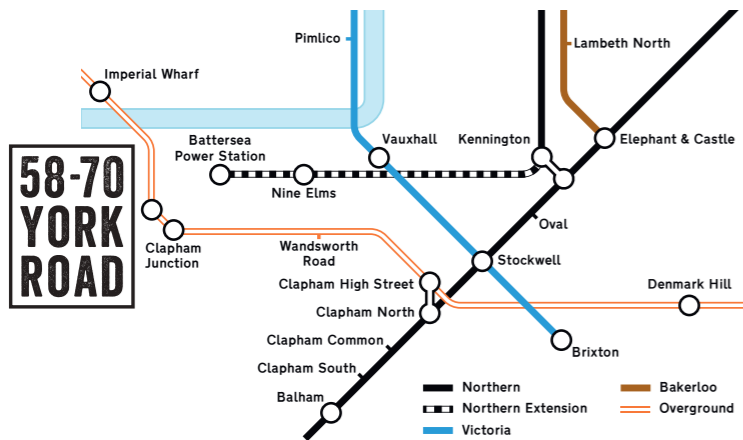 Pimlico
Lambeth North
Imperial Wharf
Battersea
Power Station
Vauxhall
Kennington
Elephant & Castle
58-70
YORK
ROAD
Nine Elms
Oval
Clapham
Junction
Wandsworth
Road
Stockwell
Clapham High Street
Denmark Hill
Clapham North
Clapham Common
Brixton
Clapham South
Balham
Northern
Bakerloo
Northern Extension
Overground
Victoria